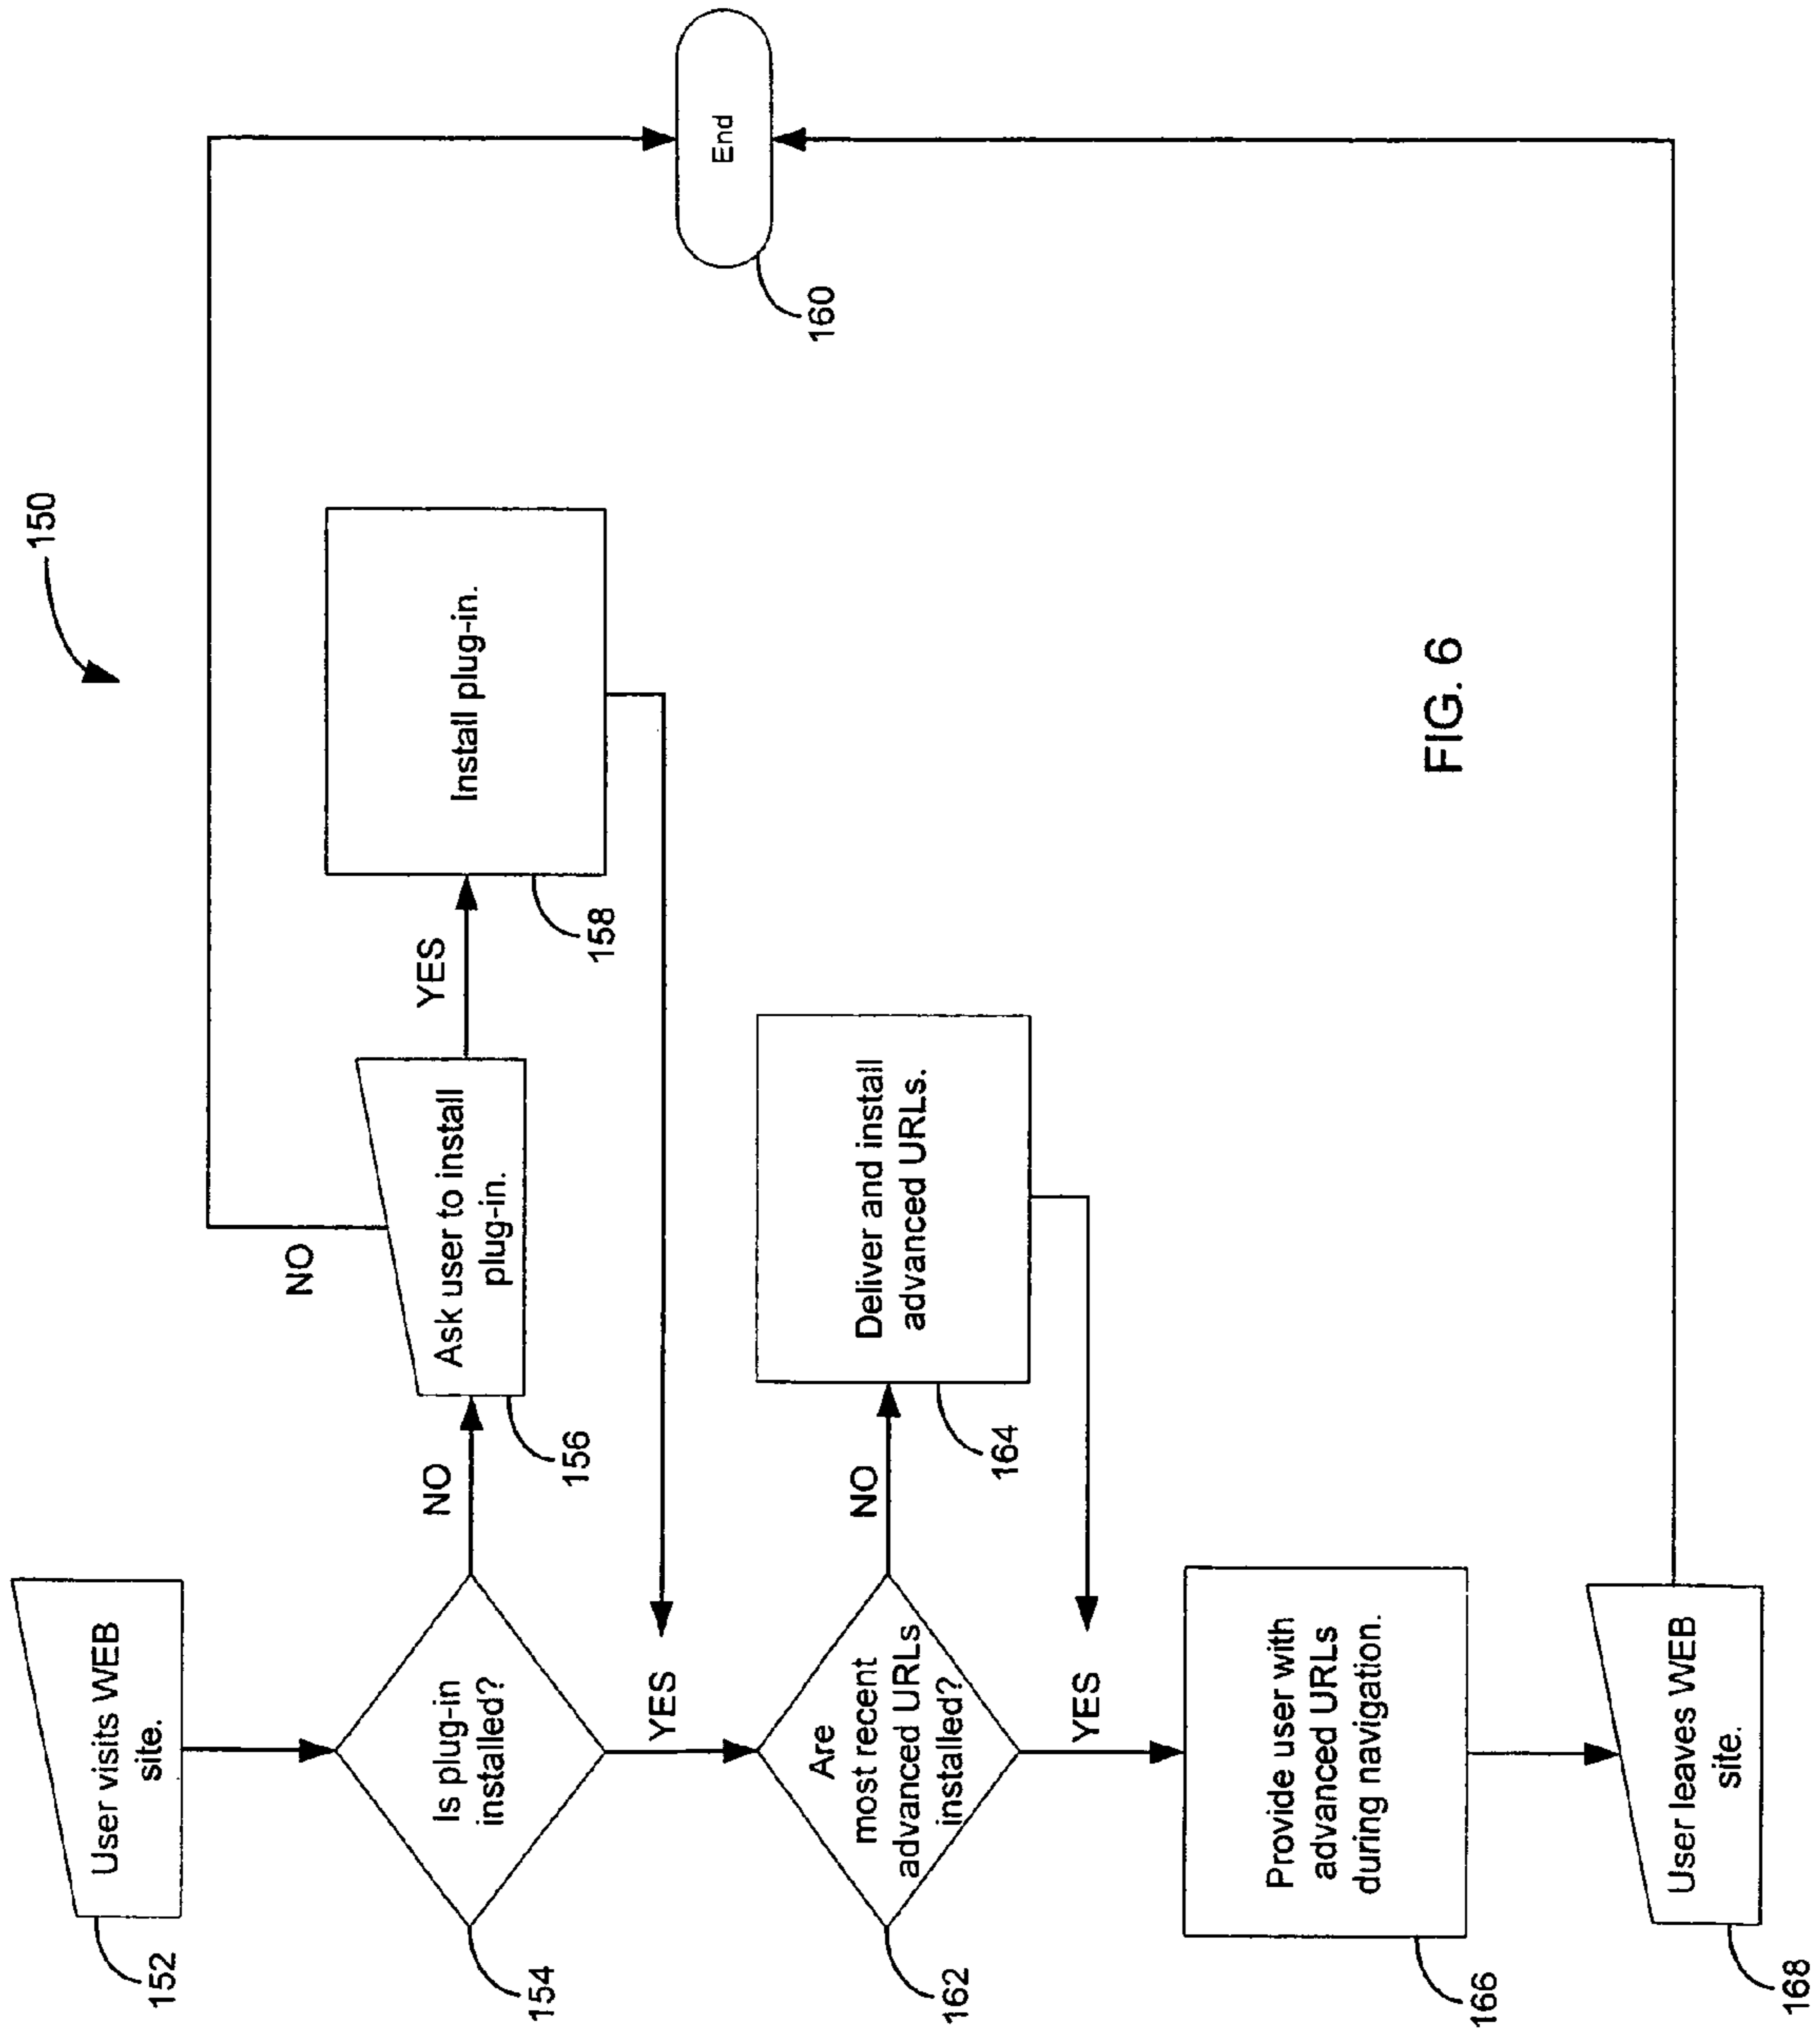 150
User visits WEB
site.
152
Is plug-in
installed?
154
NO
Ask user to install
plug-in.
156
NO
YES
Install plug-in.
158
End
160
YES
Are
most recent
advanced URLs
installed?
162
NO
Deliver and install
advanced URLs.
164
YES
Provide user with
advanced URLs
during navigation.
166
User leaves WEB
site.
168
FIG. 6